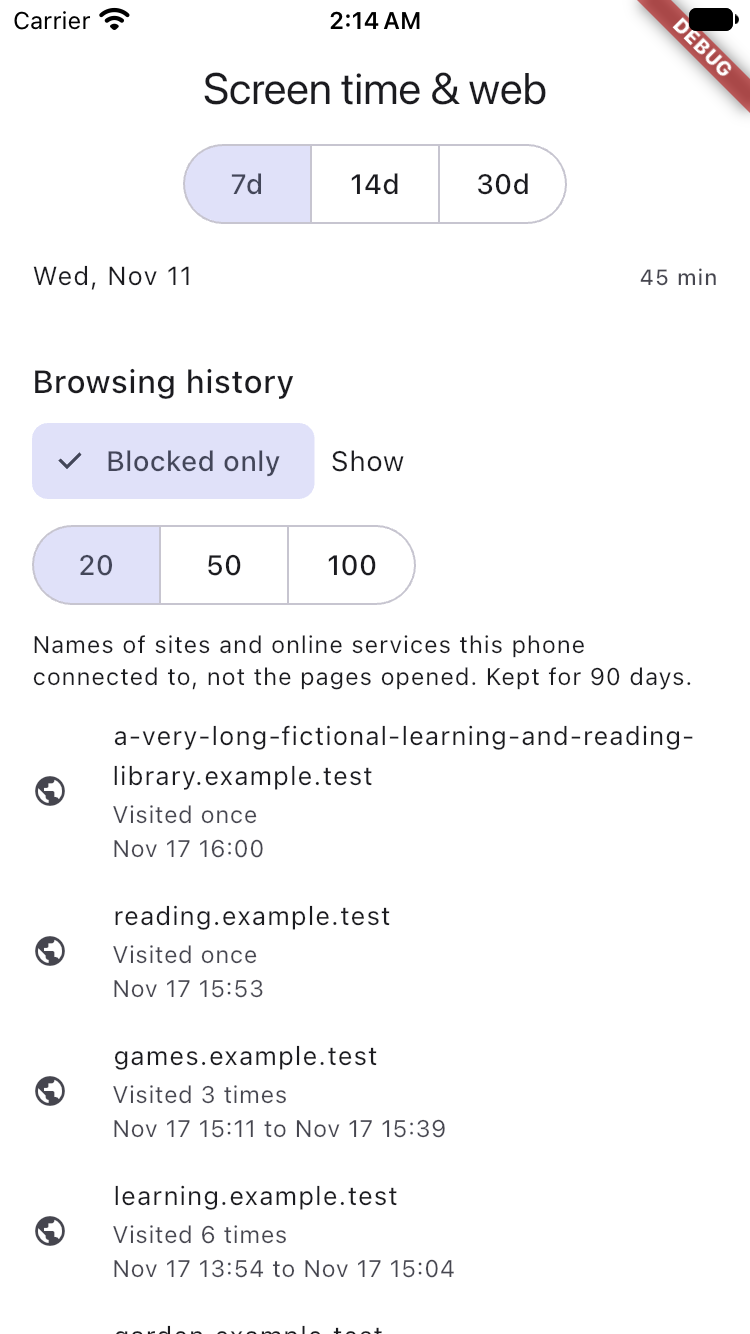 Carrier 2:14 AM
DEBUG
Screen time & web
7d 14d 30d
Wed, Nov 11 45 min
Browsing history
Blocked only Show
20 50 100
Names of sites and online services this phone
connected to, not the pages opened. Kept for 90 days.
a-very-long-fictional-learning-and-reading-
library.example.test
Visited once
Nov 17 16:00
reading.example.test
Visited once
Nov 17 15:53
games.example.test
Visited 3 times
Nov 17 15:11 to Nov 17 15:39
learning.example.test
Visited 6 times
Nov 17 13:54 to Nov 17 15:04